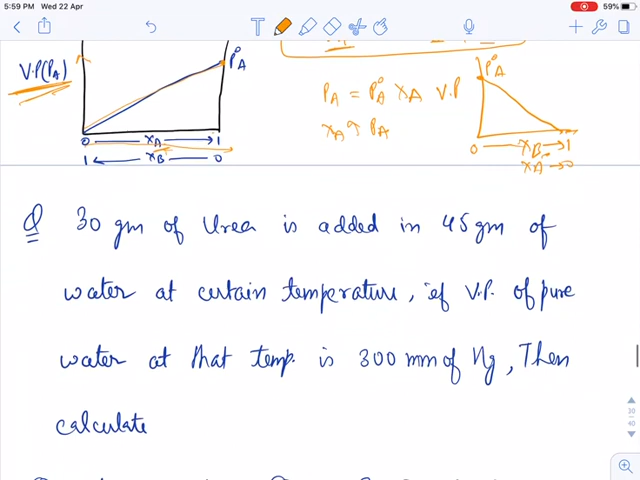 5:59 PM Wed 22 Apr
59%
V.P(PA)
P°A
0 XA 1
1 XB 0
PA = P°A XA V.P
XA↑ PA
P°A
0 XB→1
XA→0
Q 30 gm of Urea is added in 45 gm of
water at certain temperature, if V.P. of pure
water at that temp. is 300 mm of Hg, Then
calculate
30
40